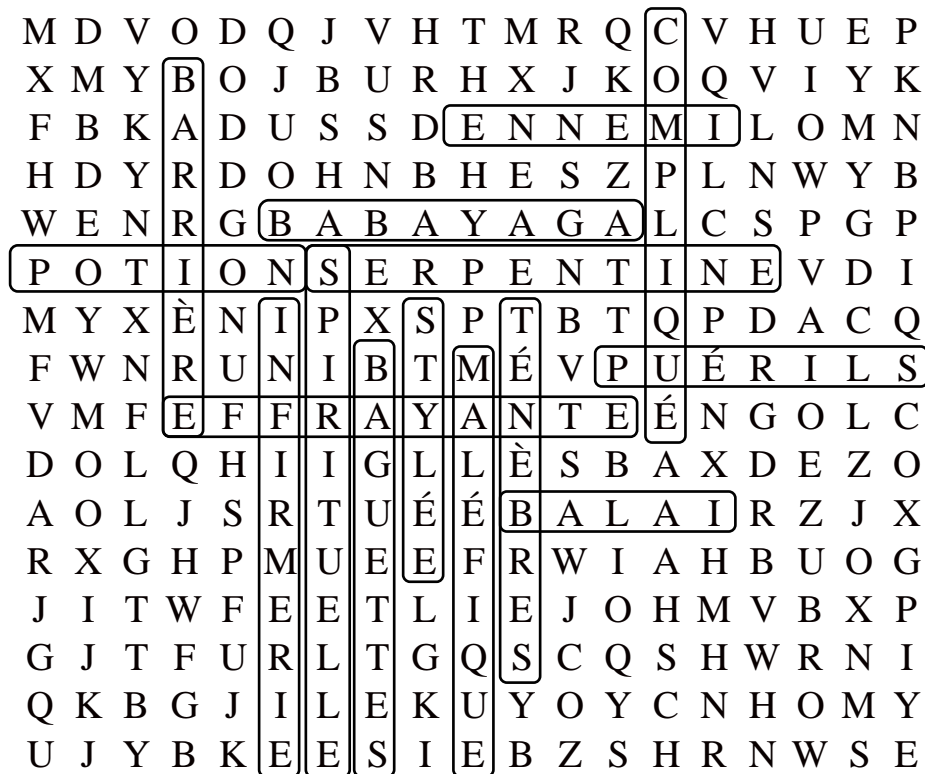 M D V O D Q J V H T M R Q C V H U E P
X M Y B O J B U R H X J K O Q V I Y K
F B K A D U S S D E N N E M I L O M N
H D Y R D O H N B H E S Z P L N W Y B
W E N R G B A B A Y A G A L C S P G P
P O T I O N S E R P E N T I N E V D I
M Y X È N I P X S P T B T Q P D A C Q
F W N R U N I B T M É V P U É R I L S
V M F E F F R A Y A N T E É N G O L C
D O L Q H I I G L L È S B A X D E Z O
A O L J S R T U É É B A L A I R Z J X
R X G H P M U E E F R W I A H B U O G
J I T W F E E T L I E J O H M V B X P
G J T F U R L T G Q S C Q S H W R N I
Q K B G J I L E K U Y O Y C N H O M Y
U J Y B K E E S I E B Z S H R N W S E